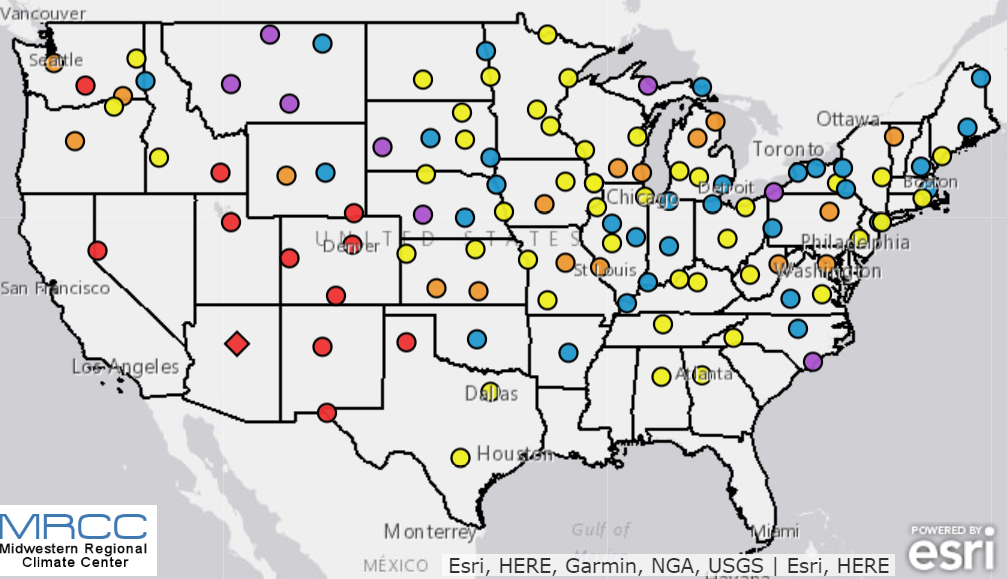 Vancouver
Seattle
Ottawa
Toronto
Detroit
Boston
Chicago
UNITED STATES
Denver
Philadelphia
St Louis
Washington
San Francisco
Los Angeles
Atlanta
Dallas
Houston
Monterrey
Gulf of
Miami
MÉXICO
Havana
MRCC
Midwestern Regional
Climate Center
POWERED BY
esri
Esri, HERE, Garmin, NGA, USGS | Esri, HERE